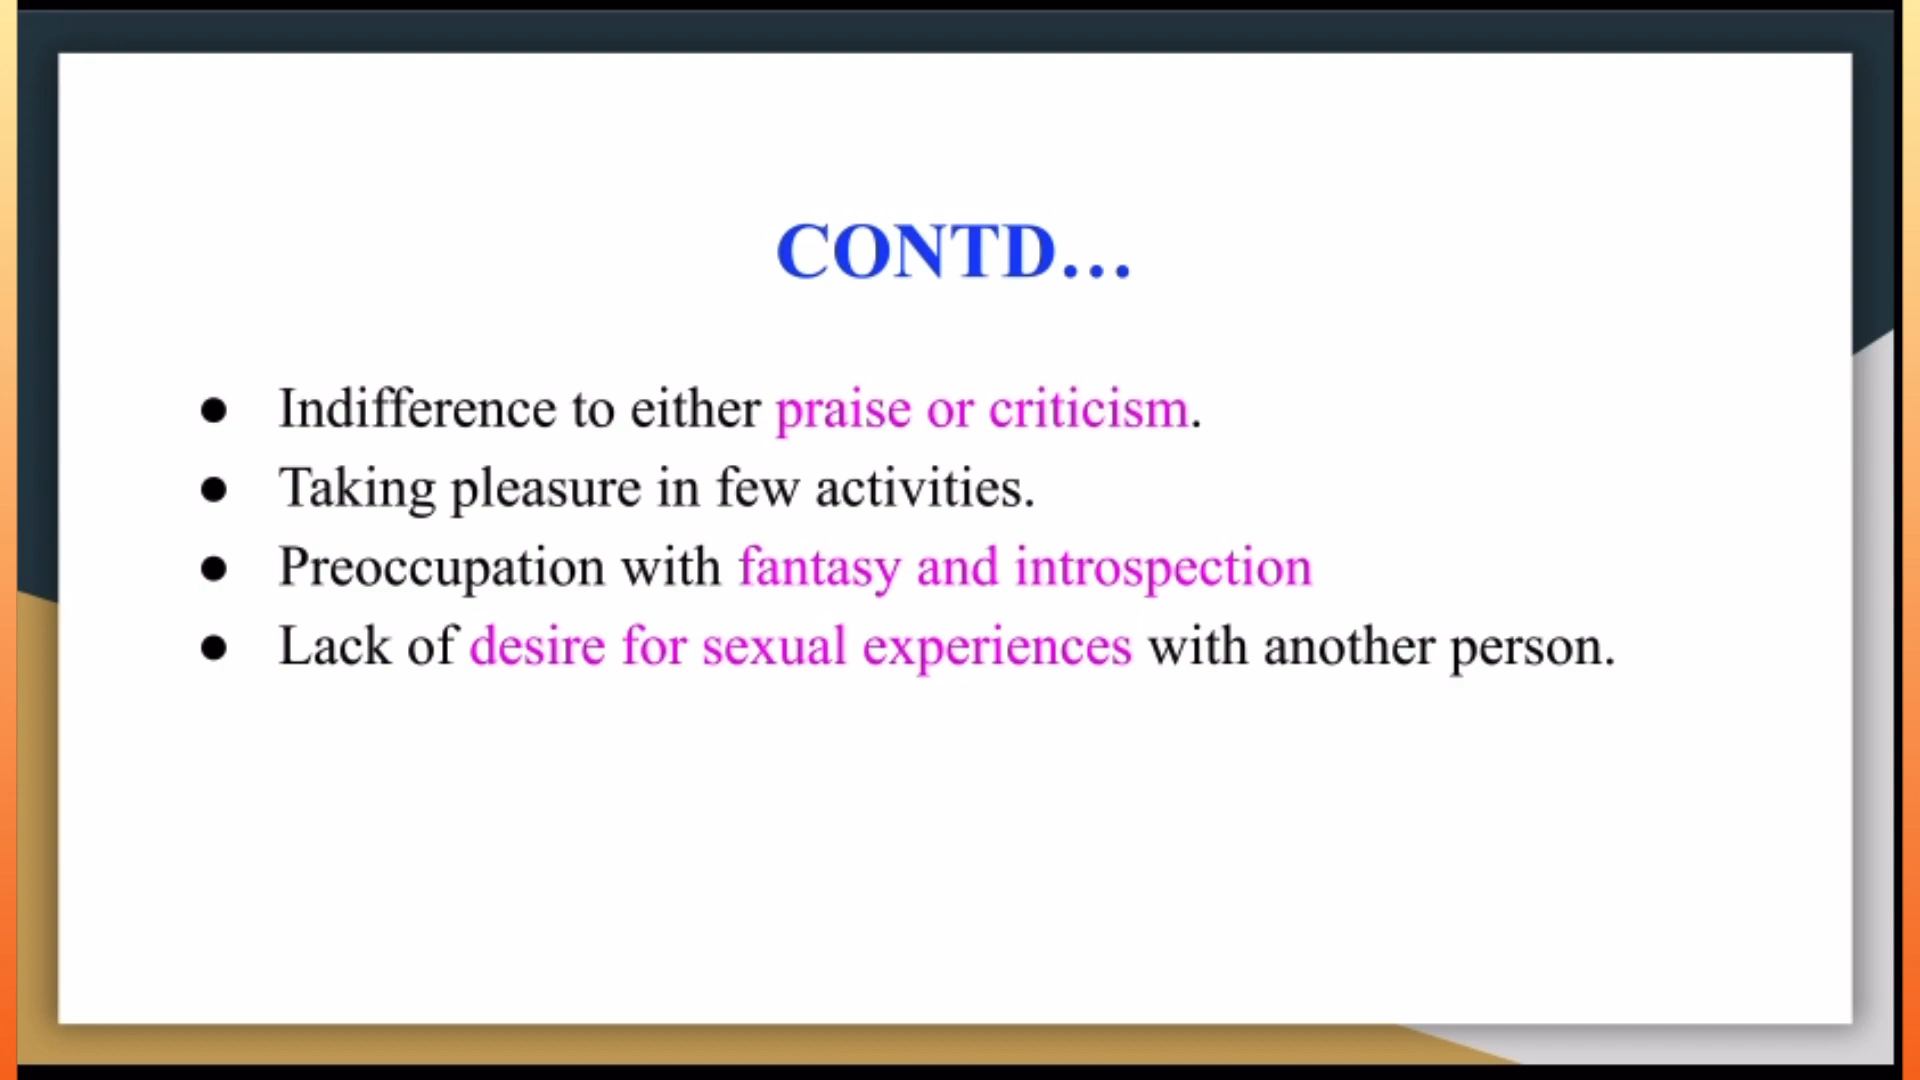 CONTD...
● Indifference to either praise or criticism.
● Taking pleasure in few activities.
● Preoccupation with fantasy and introspection
● Lack of desire for sexual experiences with another person.